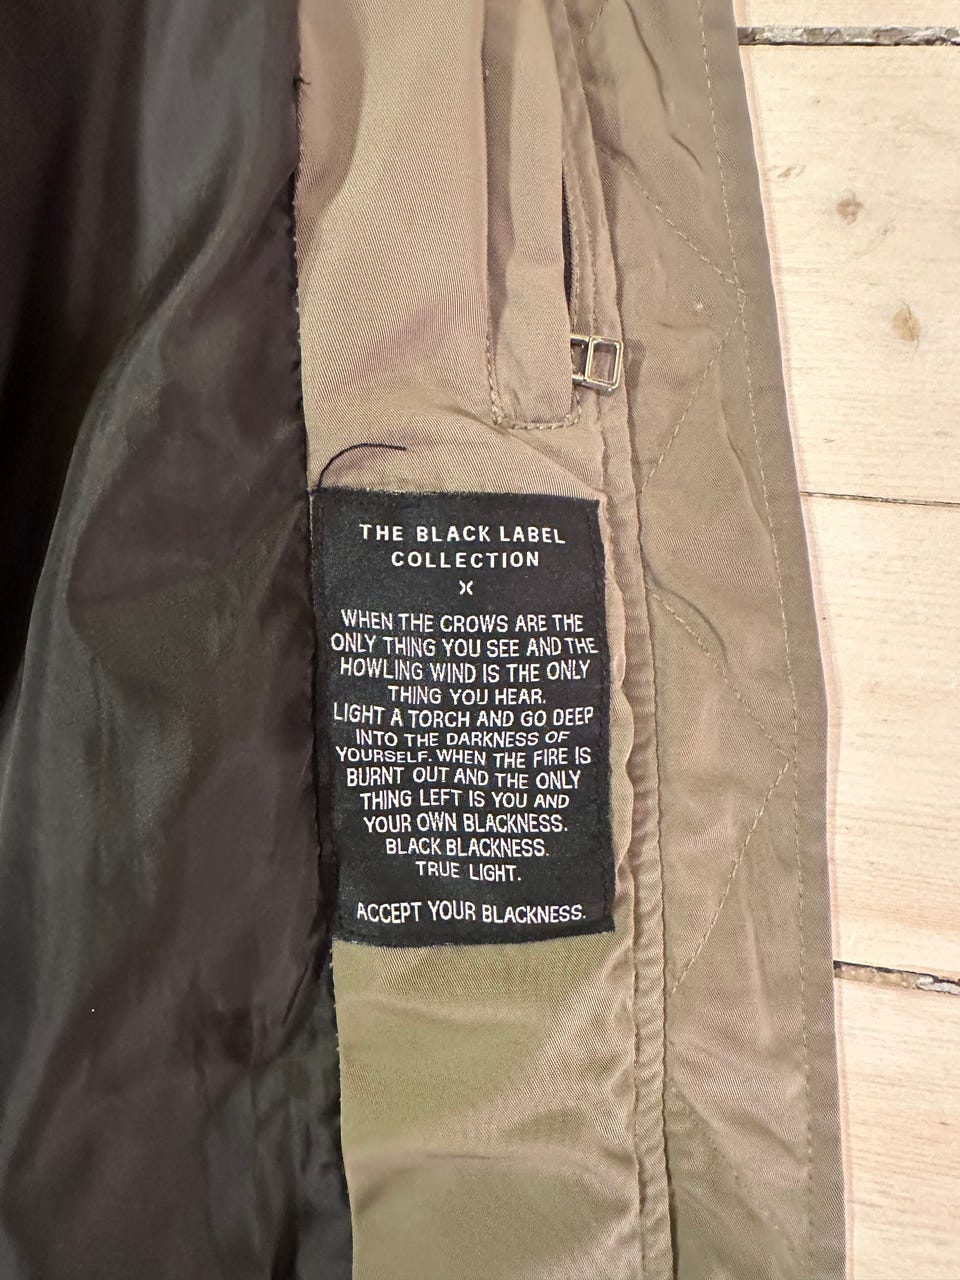 THE BLACK LABEL
COLLECTION
WHEN THE CROWS ARE THE
ONLY THING YOU SEE AND THE
HOWLING WIND IS THE ONLY
THING YOU HEAR.
LIGHT A TORCH AND GO DEEP
INTO THE DARKNESS OF
YOURSELF. WHEN THE FIRE IS
BURNT OUT AND THE ONLY
THING LEFT IS YOU AND
YOUR OWN BLACKNESS.
BLACK BLACKNESS.
TRUE LIGHT.
ACCEPT YOUR BLACKNESS.